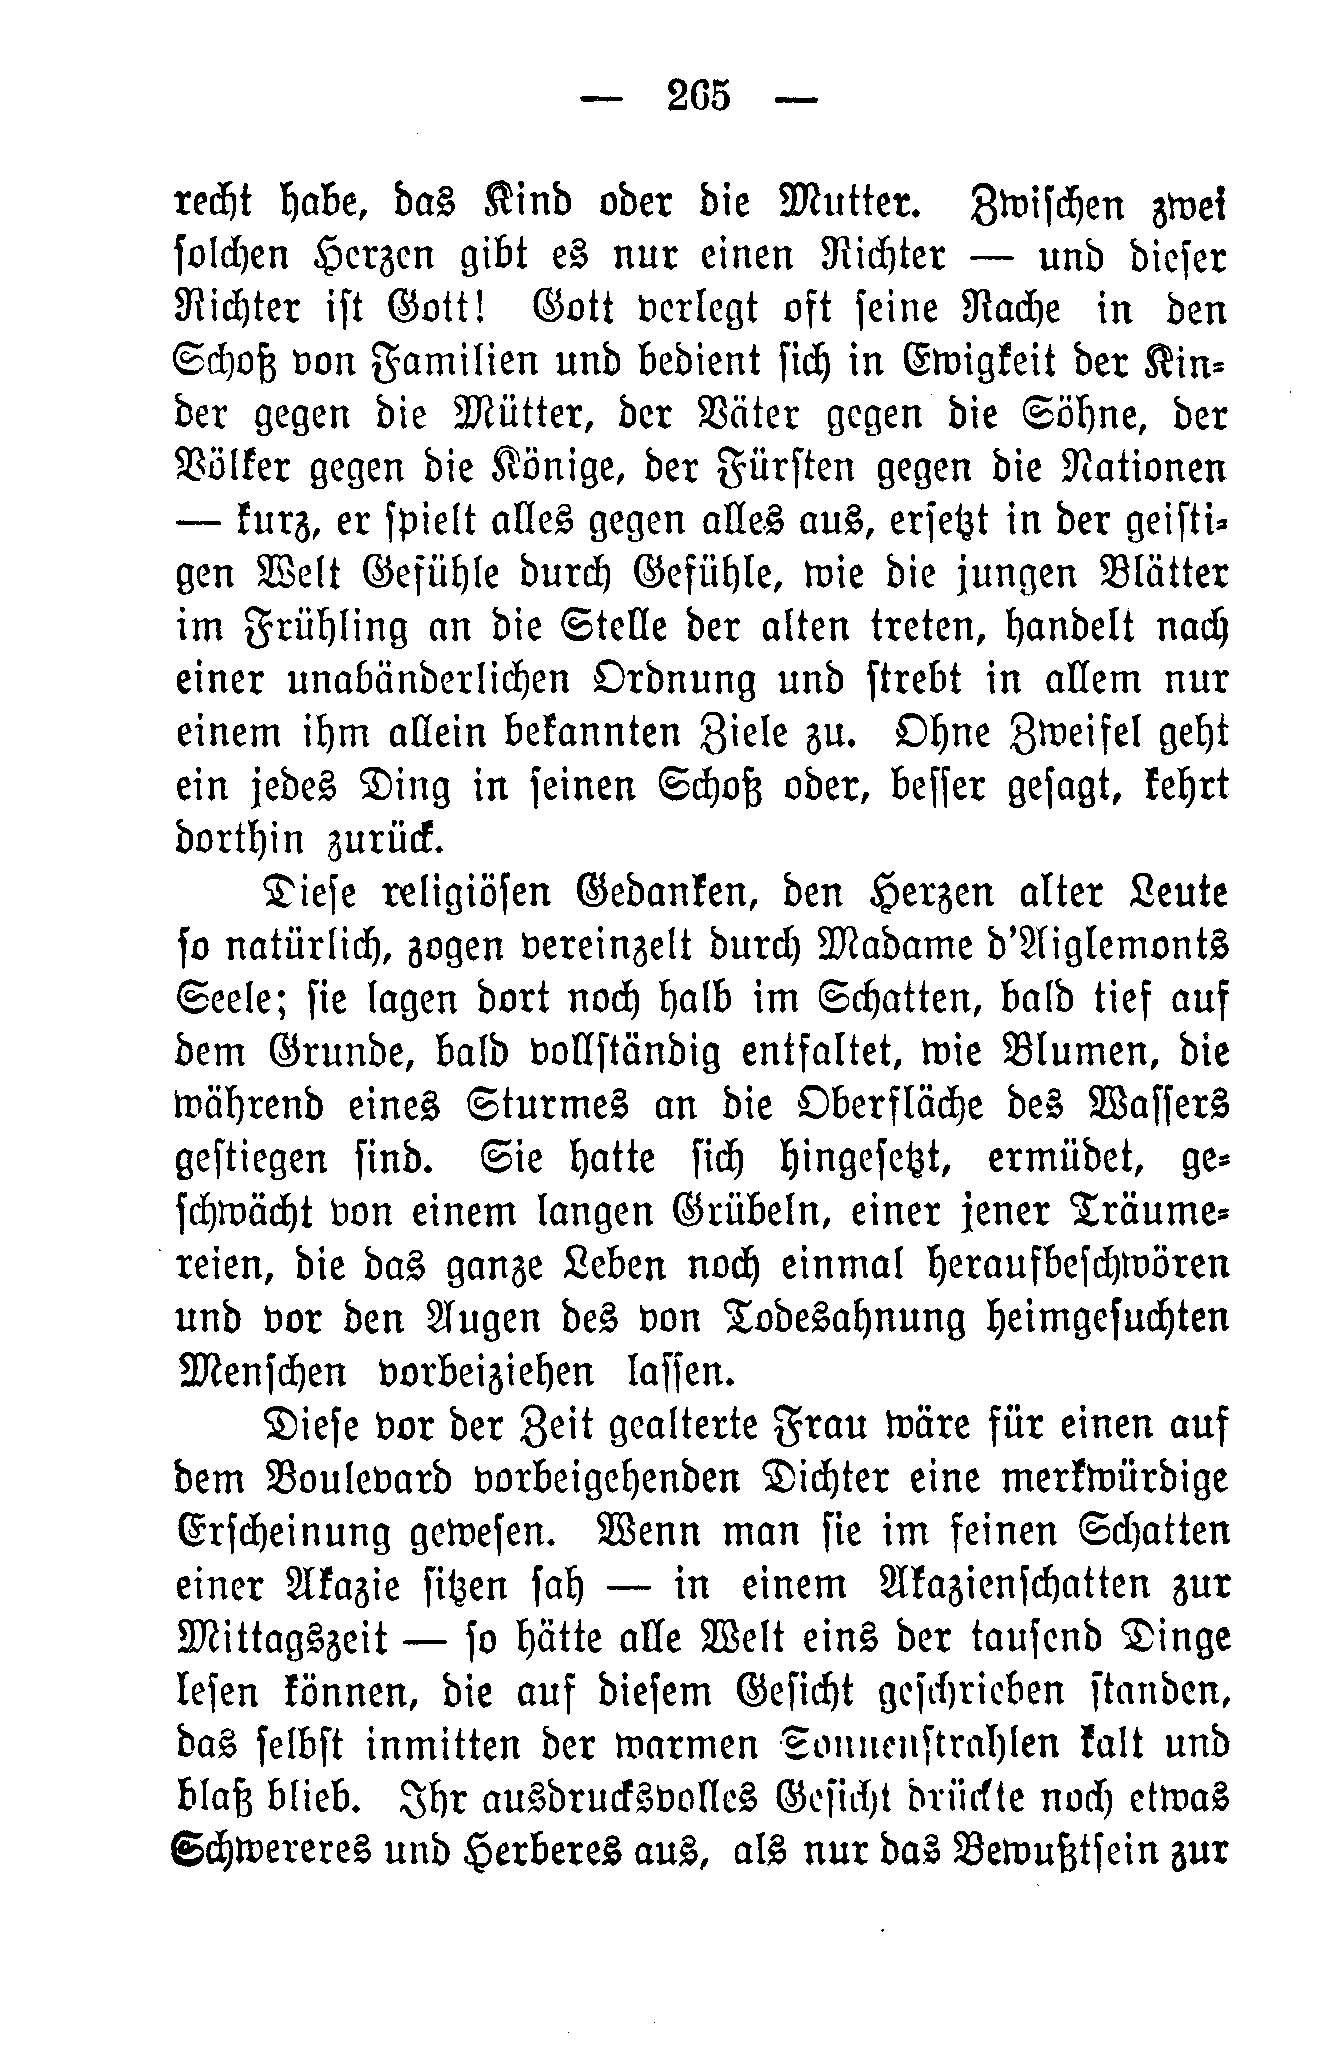 — 265 —
recht habe, das Kind oder die Mutter. Zwischen zwei
solchen Herzen gibt es nur einen Richter — und dieser
Richter ist Gott! Gott verlegt oft seine Rache in den
Schoß von Familien und bedient sich in Ewigkeit der Kin-
der gegen die Mütter, der Väter gegen die Söhne, der
Völker gegen die Könige, der Fürsten gegen die Nationen
— kurz, er spielt alles gegen alles aus, ersetzt in der geisti-
gen Welt Gefühle durch Gefühle, wie die jungen Blätter
im Frühling an die Stelle der alten treten, handelt nach
einer unabänderlichen Ordnung und strebt in allem nur
einem ihm allein bekannten Ziele zu. Ohne Zweifel geht
ein jedes Ding in seinen Schoß oder, besser gesagt, kehrt
dorthin zurück.
Diese religiösen Gedanken, den Herzen alter Leute
so natürlich, zogen vereinzelt durch Madame d'Aiglemonts
Seele; sie lagen dort noch halb im Schatten, bald tief auf
dem Grunde, bald vollständig entfaltet, wie Blumen, die
während eines Sturmes an die Oberfläche des Wassers
gestiegen sind. Sie hatte sich hingesetzt, ermüdet, ge-
schwächt von einem langen Grübeln, einer jener Träume-
reien, die das ganze Leben noch einmal heraufbeschwören
und vor den Augen des von Todesahnung heimgesuchten
Menschen vorbeiziehen lassen.
Diese vor der Zeit gealterte Frau wäre für einen auf
dem Boulevard vorbeigehenden Dichter eine merkwürdige
Erscheinung gewesen. Wenn man sie im feinen Schatten
einer Akazie sitzen sah — in einem Akazienschatten zur
Mittagszeit — so hätte alle Welt eins der tausend Dinge
lesen können, die auf diesem Gesicht geschrieben standen,
das selbst inmitten der warmen Sonnenstrahlen kalt und
blaß blieb. Ihr ausdrucksvolles Gesicht drückte noch etwas
Schwereres und Herberes aus, als nur das Bewußtsein zur